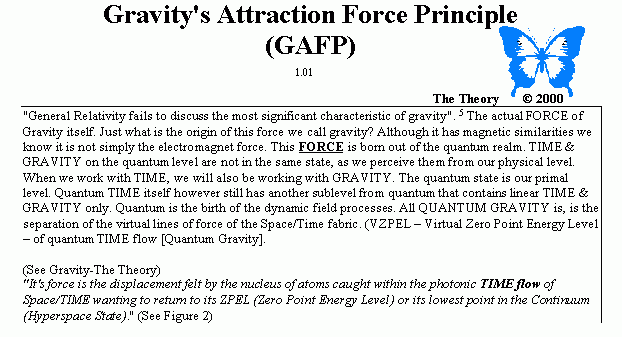 Gravity's Attraction Force Principle
(GAFP)
1.01
The Theory © 2000
"General Relativity fails to discuss the most significant characteristic of gravity". 5 The actual FORCE of
Gravity itself. Just what is the origin of this force we call gravity? Although it has magnetic similarities we
know it is not simply the electromagnet force. This FORCE is born out of the quantum realm. TIME &
GRAVITY on the quantum level are not in the same state, as we perceive them from our physical level.
When we work with TIME, we will also be working with GRAVITY. The quantum state is our primal
level. Quantum TIME itself however still has another sublevel from quantum that contains linear TIME &
GRAVITY only. Quantum is the birth of the dynamic field processes. All QUANTUM GRAVITY is, is the
separation of the virtual lines of force of the Space/Time fabric. (VZPEL – Virtual Zero Point Energy Level
– of quantum TIME flow [Quantum Gravity].
(See Gravity-The Theory)
"It's force is the displacement felt by the nucleus of atoms caught within the photonic TIME flow of
Space/TIME wanting to return to its ZPEL (Zero Point Energy Level) or its lowest point in the Continuum
(Hyperspace State)." (See Figure 2)